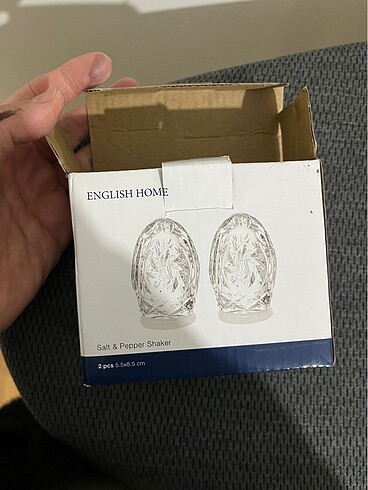 ENGLISH HOME
Salt & Pepper Shaker
2 pcs 5.5x8.5 cm